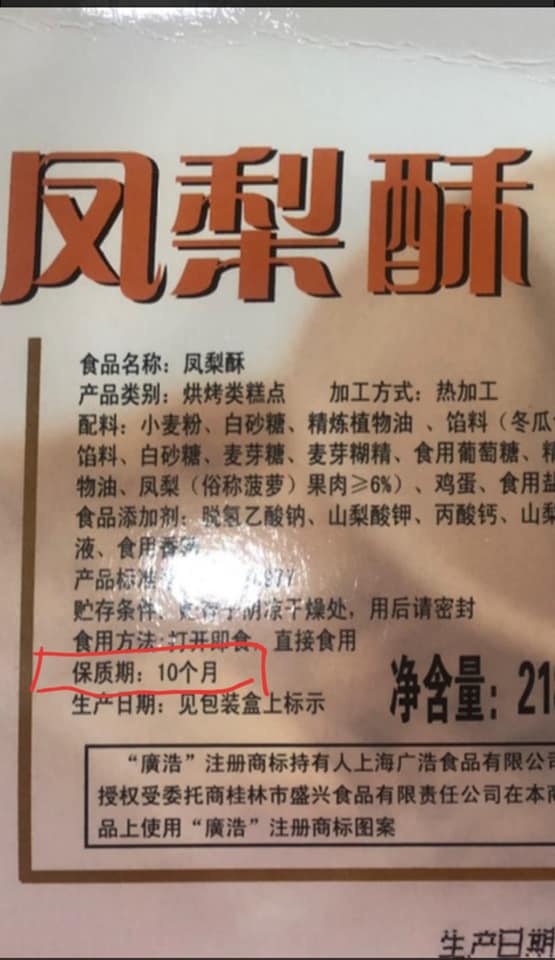 凤梨酥
食品名称：凤梨酥
产品类别：烘烤类糕点 加工方式：热加工
配料：小麦粉、白砂糖、精炼植物油、馅料（冬瓜
馅料、白砂糖、麦芽糖、麦芽糊精、食用葡萄糖、精
物油、凤梨（俗称菠萝）果肉≥6%）、鸡蛋、食用盐
食品添加剂：脱氢乙酸钠、山梨酸钾、丙酸钙、山梨
液、食用香
产品标准
贮存条件 贮存于阴凉干燥处，用后请密封
食用方法:打开即食，直接食用
保质期：10个月
生产日期：见包装盒上标示
净含量：21
“廣浩”注册商标持有人上海广浩食品有限公司
授权受委托商桂林市盛兴食品有限责任公司在本商
品上使用“廣浩”注册商标图案
生产日期